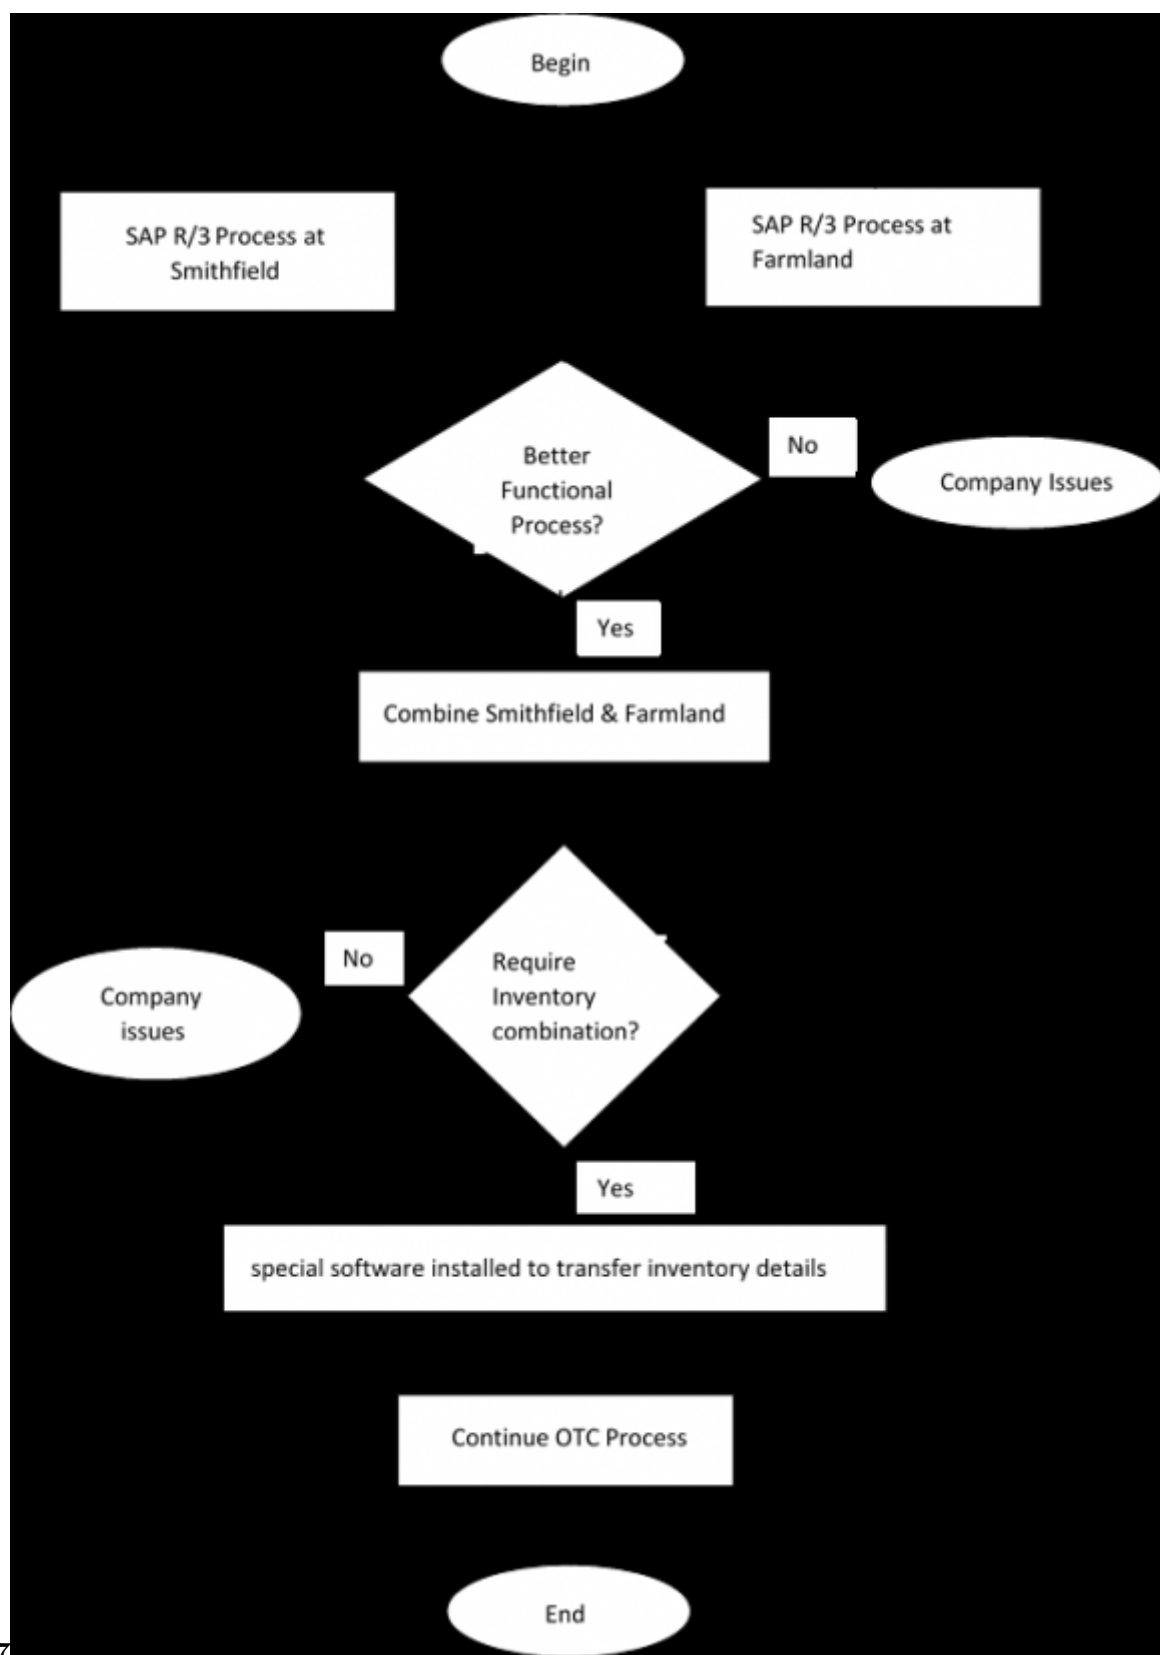 Begin
SAP R/3 Process at
Smithfield
SAP R/3 Process at
Farmland
Better
Functional
Process?
No
Company Issues
Yes
Combine Smithfield & Farmland
No
Company
issues
Require
Inventory
combination?
Yes
special software installed to transfer inventory details
Continue OTC Process
End
7